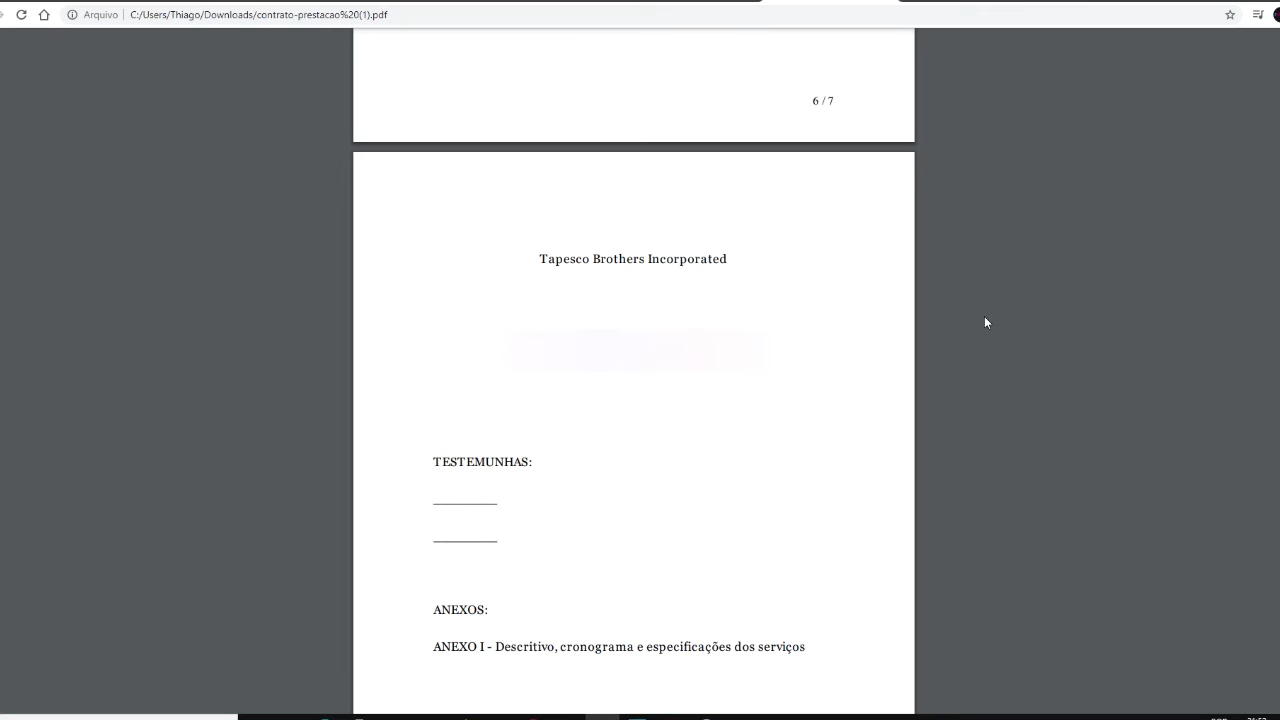 Arquivo
C:/Users/Thiago/Downloads/contrato-prestacao%20(1).pdf
6 / 7
Tapesco Brothers Incorporated
TESTEMUNHAS:
ANEXOS:
ANEXO I - Descritivo, cronograma e especificações dos serviços